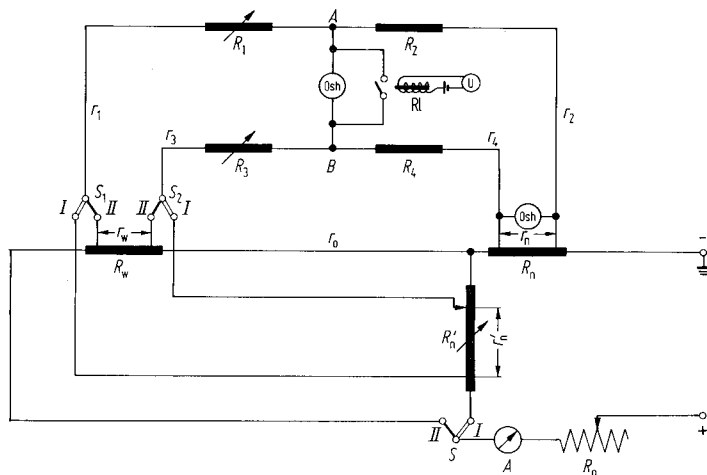 A
R1 R2
Osh U
Rl
r1 r3 r4 r2
R3 B R4
I S1 II II S2 I
Osh
rw rn
ro
Rw Rn
−
R'n r'n
II I
S
+
A Rp